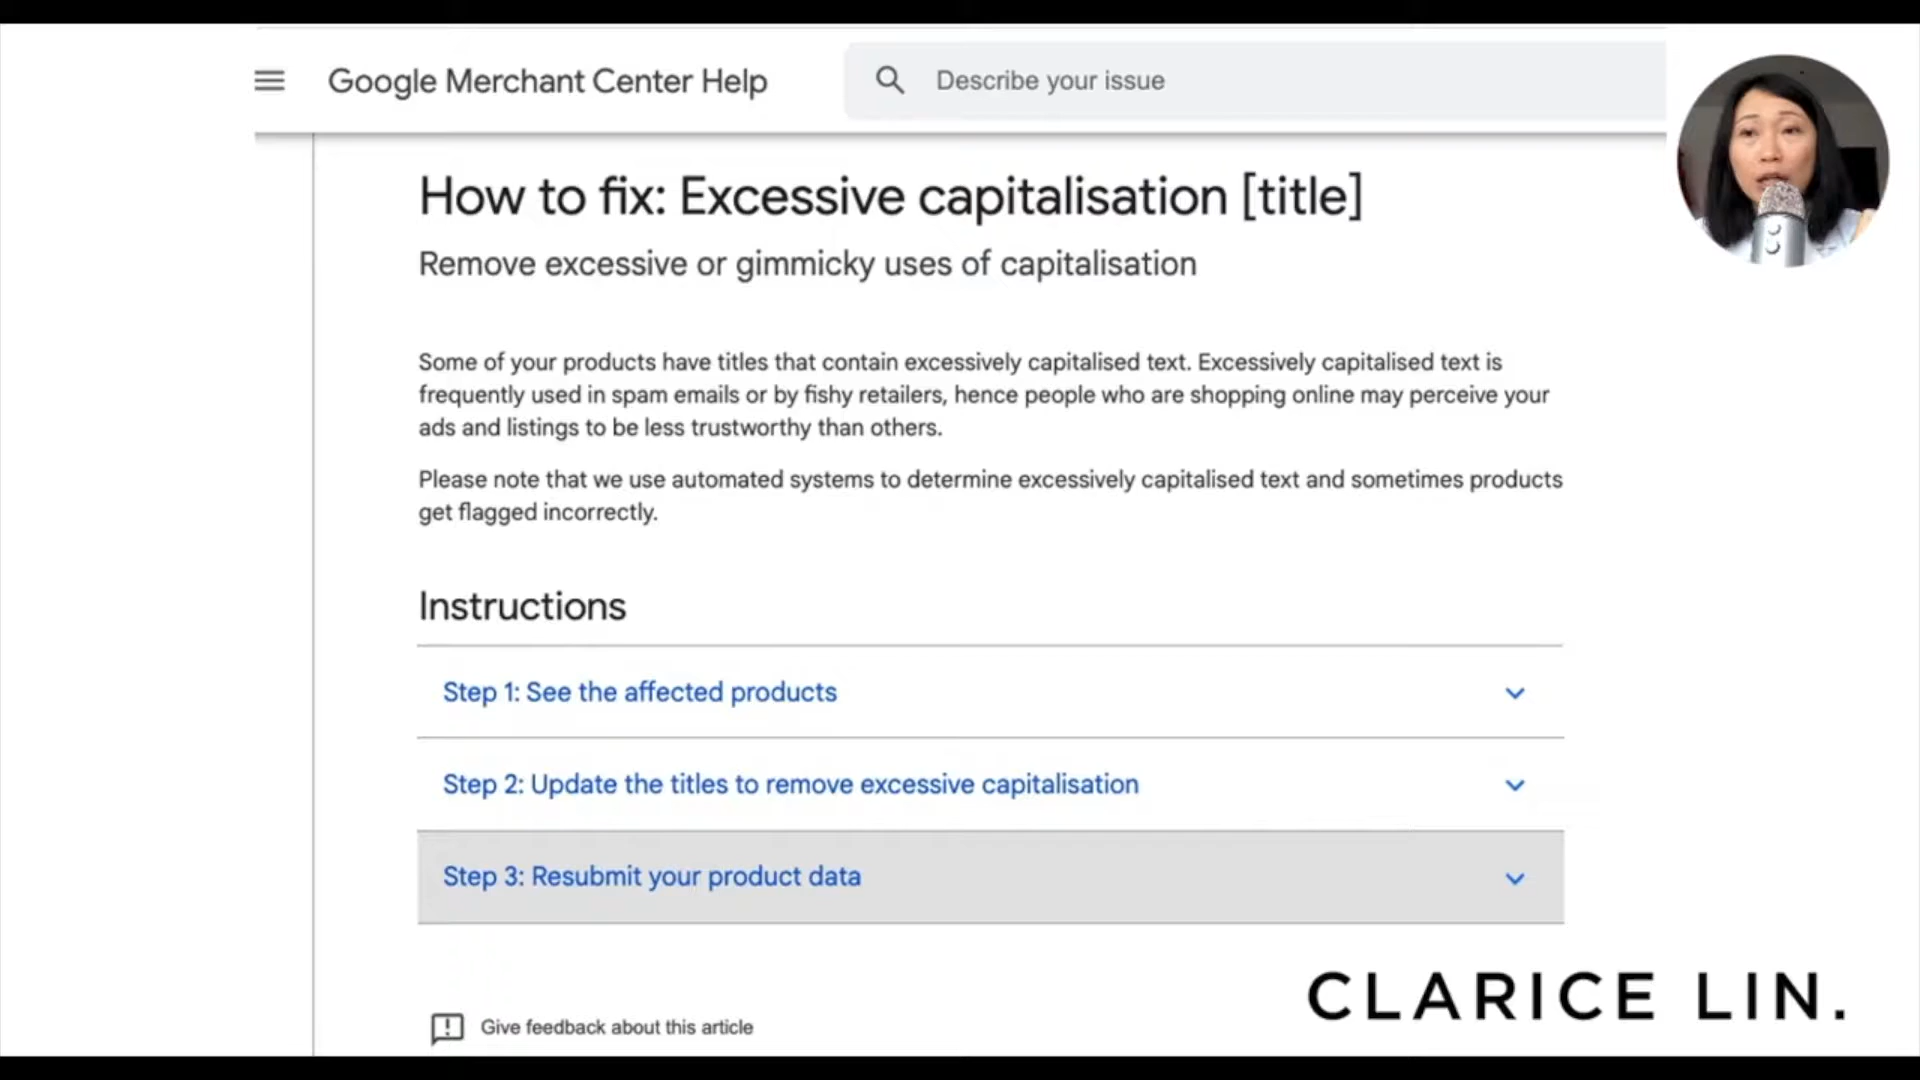 Google Merchant Center Help
Describe your issue
How to fix: Excessive capitalisation [title]
Remove excessive or gimmicky uses of capitalisation
Some of your products have titles that contain excessively capitalised text. Excessively capitalised text is
frequently used in spam emails or by fishy retailers, hence people who are shopping online may perceive your
ads and listings to be less trustworthy than others.
Please note that we use automated systems to determine excessively capitalised text and sometimes products
get flagged incorrectly.
Instructions
Step 1: See the affected products
Step 2: Update the titles to remove excessive capitalisation
Step 3: Resubmit your product data
CLARICE LIN.
Give feedback about this article